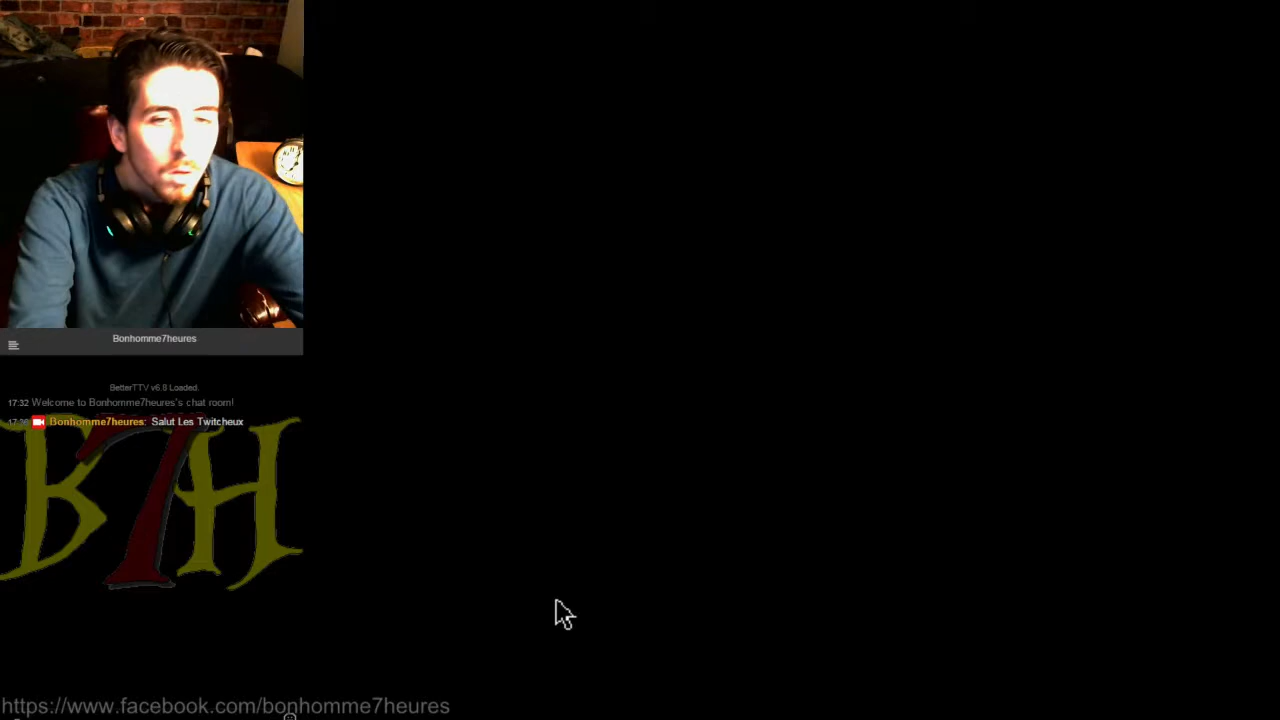 Bonhomme7heures
BetterTTV v6.8 Loaded.
17:32 Welcome to Bonhomme7heures's chat room!
Bonhomme7heures: Salut Les Twitcheux
B7H
https://www.facebook.com/bonhomme7heures